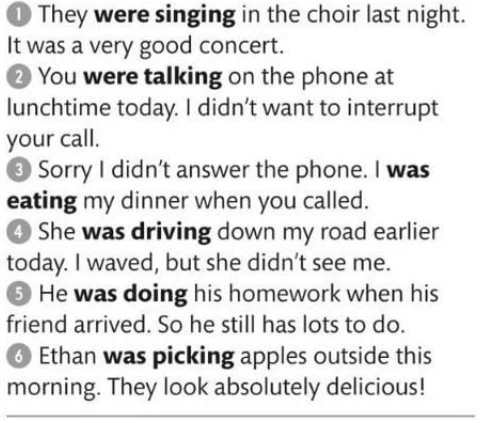 1 They were singing in the choir last night.
It was a very good concert.
2 You were talking on the phone at
lunchtime today. I didn't want to interrupt
your call.
3 Sorry I didn't answer the phone. I was
eating my dinner when you called.
4 She was driving down my road earlier
today. I waved, but she didn't see me.
5 He was doing his homework when his
friend arrived. So he still has lots to do.
6 Ethan was picking apples outside this
morning. They look absolutely delicious!